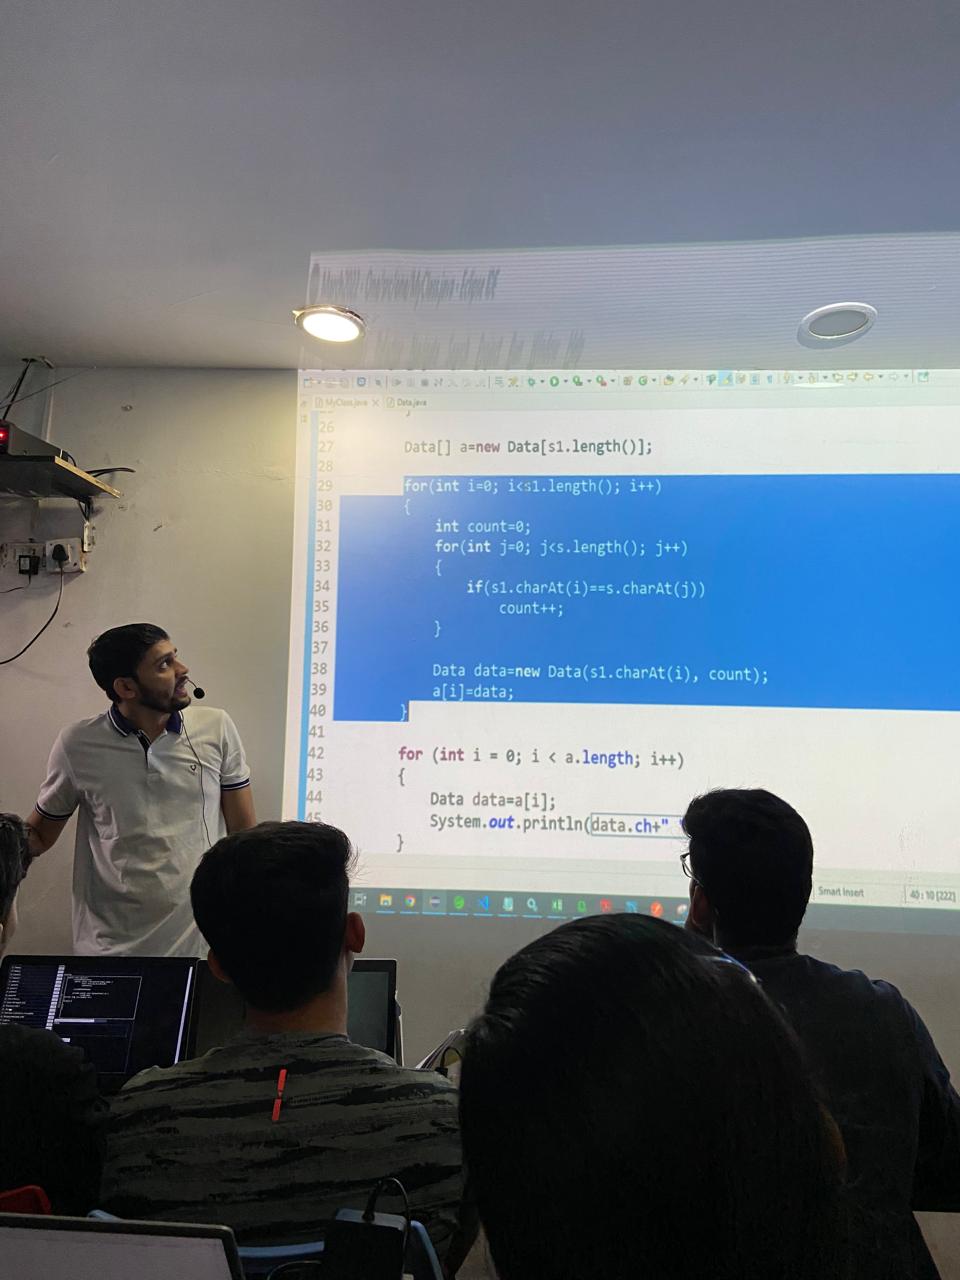 MyClass.java Data.java
26
27 Data[] a=new Data[s1.length()];
28
29 for(int i=0; i<s1.length(); i++)
30 {
31 int count=0;
32 for(int j=0; j<s.length(); j++)
33 {
34 if(s1.charAt(i)==s.charAt(j))
35 count++;
36 }
37
38 Data data=new Data(s1.charAt(i), count);
39 a[i]=data;
40 }
41
42 for (int i = 0; i < a.length; i++)
43 {
44 Data data=a[i];
45 System.out.println(data.ch+" "
}
Smart Insert 40 : 10 [222]